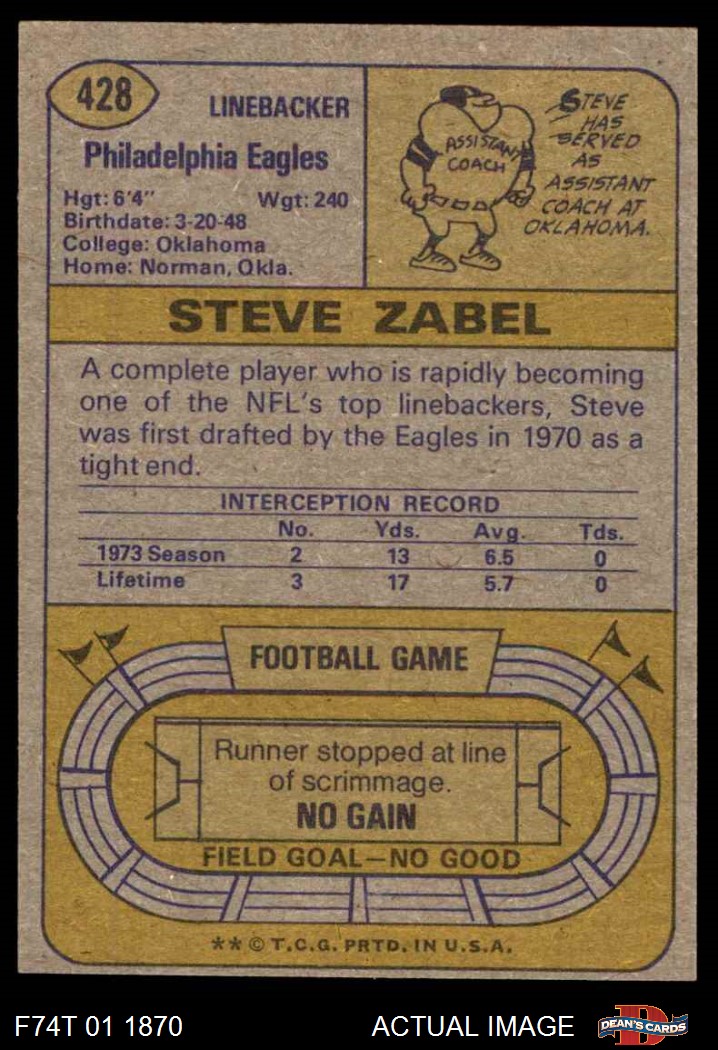 428
LINEBACKER
Philadelphia Eagles
Hgt: 6'4" Wgt: 240
Birthdate: 3-20-48
College: Oklahoma
Home: Norman, Okla.
ASSISTANT
COACH
STEVE
HAS
SERVED
AS
ASSISTANT
COACH AT
OKLAHOMA.
STEVE ZABEL
A complete player who is rapidly becoming
one of the NFL's top linebackers, Steve
was first drafted by the Eagles in 1970 as a
tight end.
INTERCEPTION RECORD
No. Yds. Avg. Tds.
1973 Season 2 13 6.5 0
Lifetime 3 17 5.7 0
FOOTBALL GAME
Runner stopped at line
of scrimmage.
NO GAIN
FIELD GOAL—NO GOOD
** © T.C.G. PRTD. IN U.S.A.
F74T 01 1870 ACTUAL IMAGE
D
DEAN'S CARDS